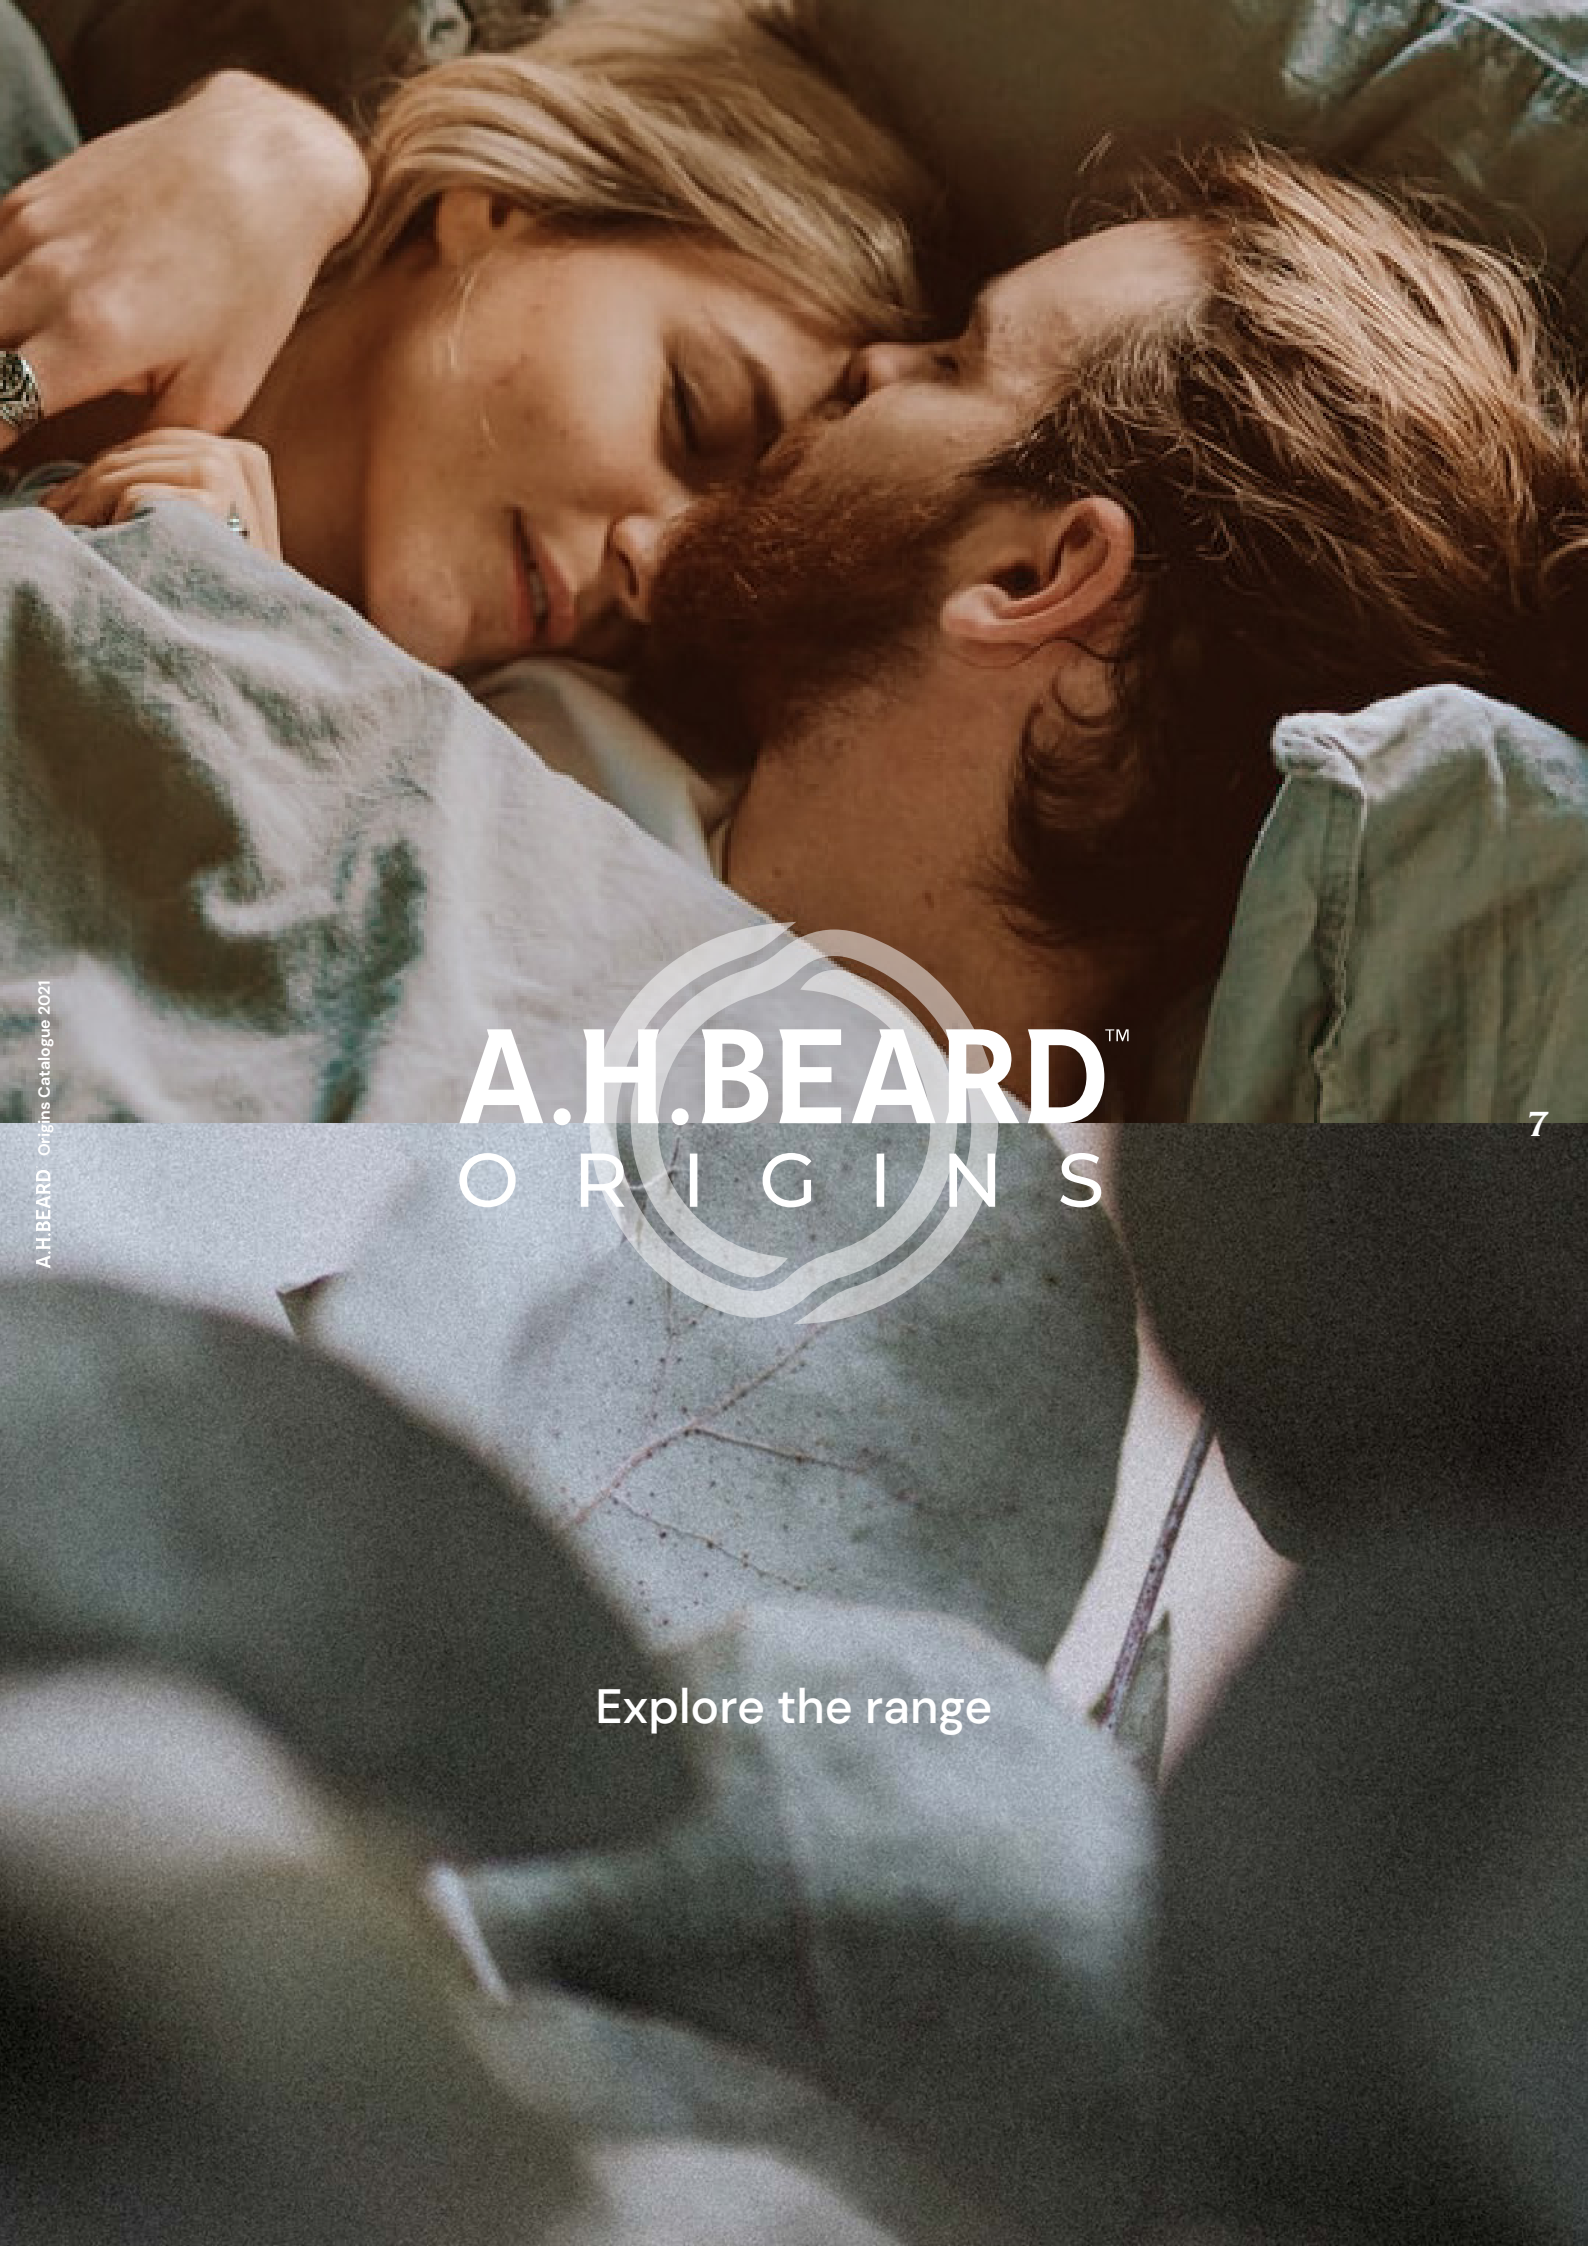 A.H.BEARD™
ORIGINS
A.H.BEARD Origins Catalogue 2021
7
Explore the range